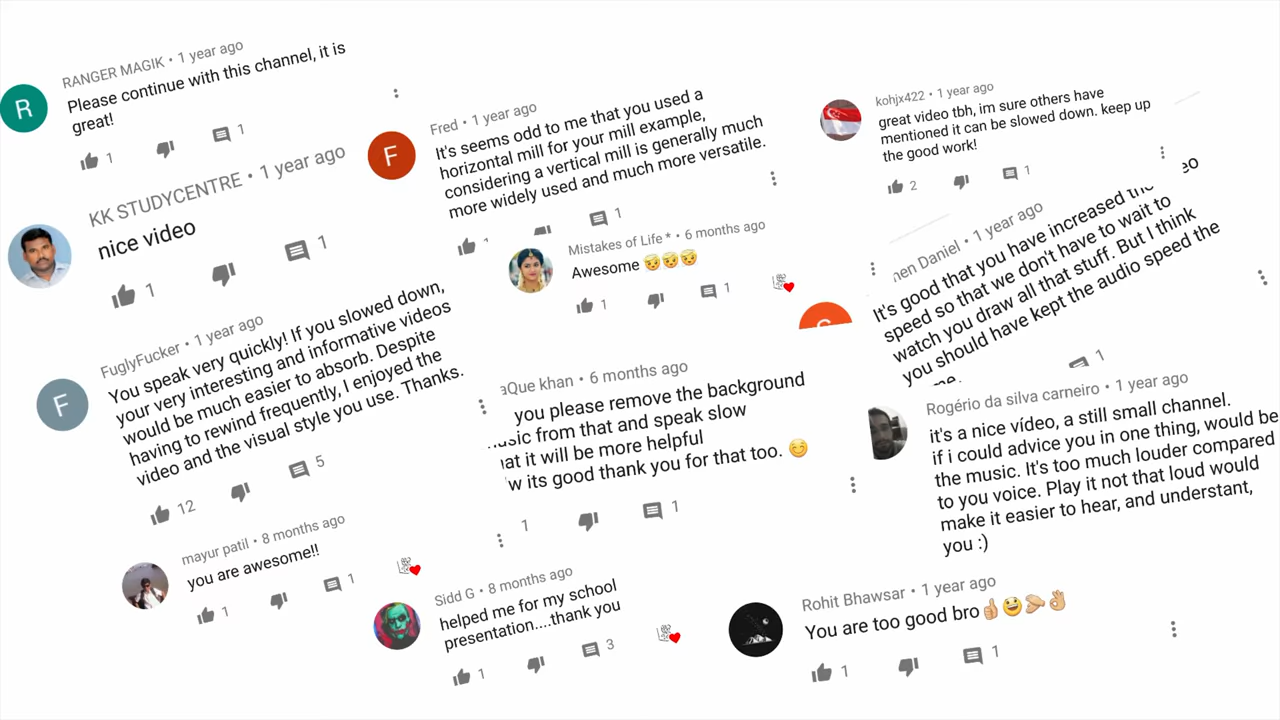 RANGER MAGIK • 1 year ago
Please continue with this channel, it is
great!
1
1
R
KK STUDYCENTRE • 1 year ago
nice video
1
1
Fred • 1 year ago
It's seems odd to me that you used a
horizontal mill for your mill example,
considering a vertical mill is generally much
more widely used and much more versatile.
1
F
kohjx422 • 1 year ago
great video tbh, im sure others have
mentioned it can be slowed down. keep up
the good work!
2
1
Mistakes of Life * • 6 months ago
Awesome 😇😇😇
1
1
Daniel • 1 year ago
It's good that you have increased
speed so that we don't have to wait to
watch you draw all that stuff. But I think
you should have kept the audio speed the
1
FuglyFucker • 1 year ago
You speak very quickly! If you slowed down,
your very interesting and informative videos
would be much easier to absorb. Despite
having to rewind frequently, I enjoyed the
video and the visual style you use. Thanks.
12
5
F
khan • 6 months ago
you please remove the background
from that and speak slow
it will be more helpful
its good thank you for that too. 😊
1
1
Rogério da silva carneiro • 1 year ago
it's a nice vídeo, a still small channel.
if i could advice you in one thing, would be
the music. It's too much louder compared
to you voice. Play it not that loud would
make it easier to hear, and understant,
you :)
mayur patil • 8 months ago
you are awesome!!
1
1
Sidd G • 8 months ago
helped me for my school
presentation....thank you
1
3
Rohit Bhawsar • 1 year ago
You are too good bro👍😃🫱👌
1
1